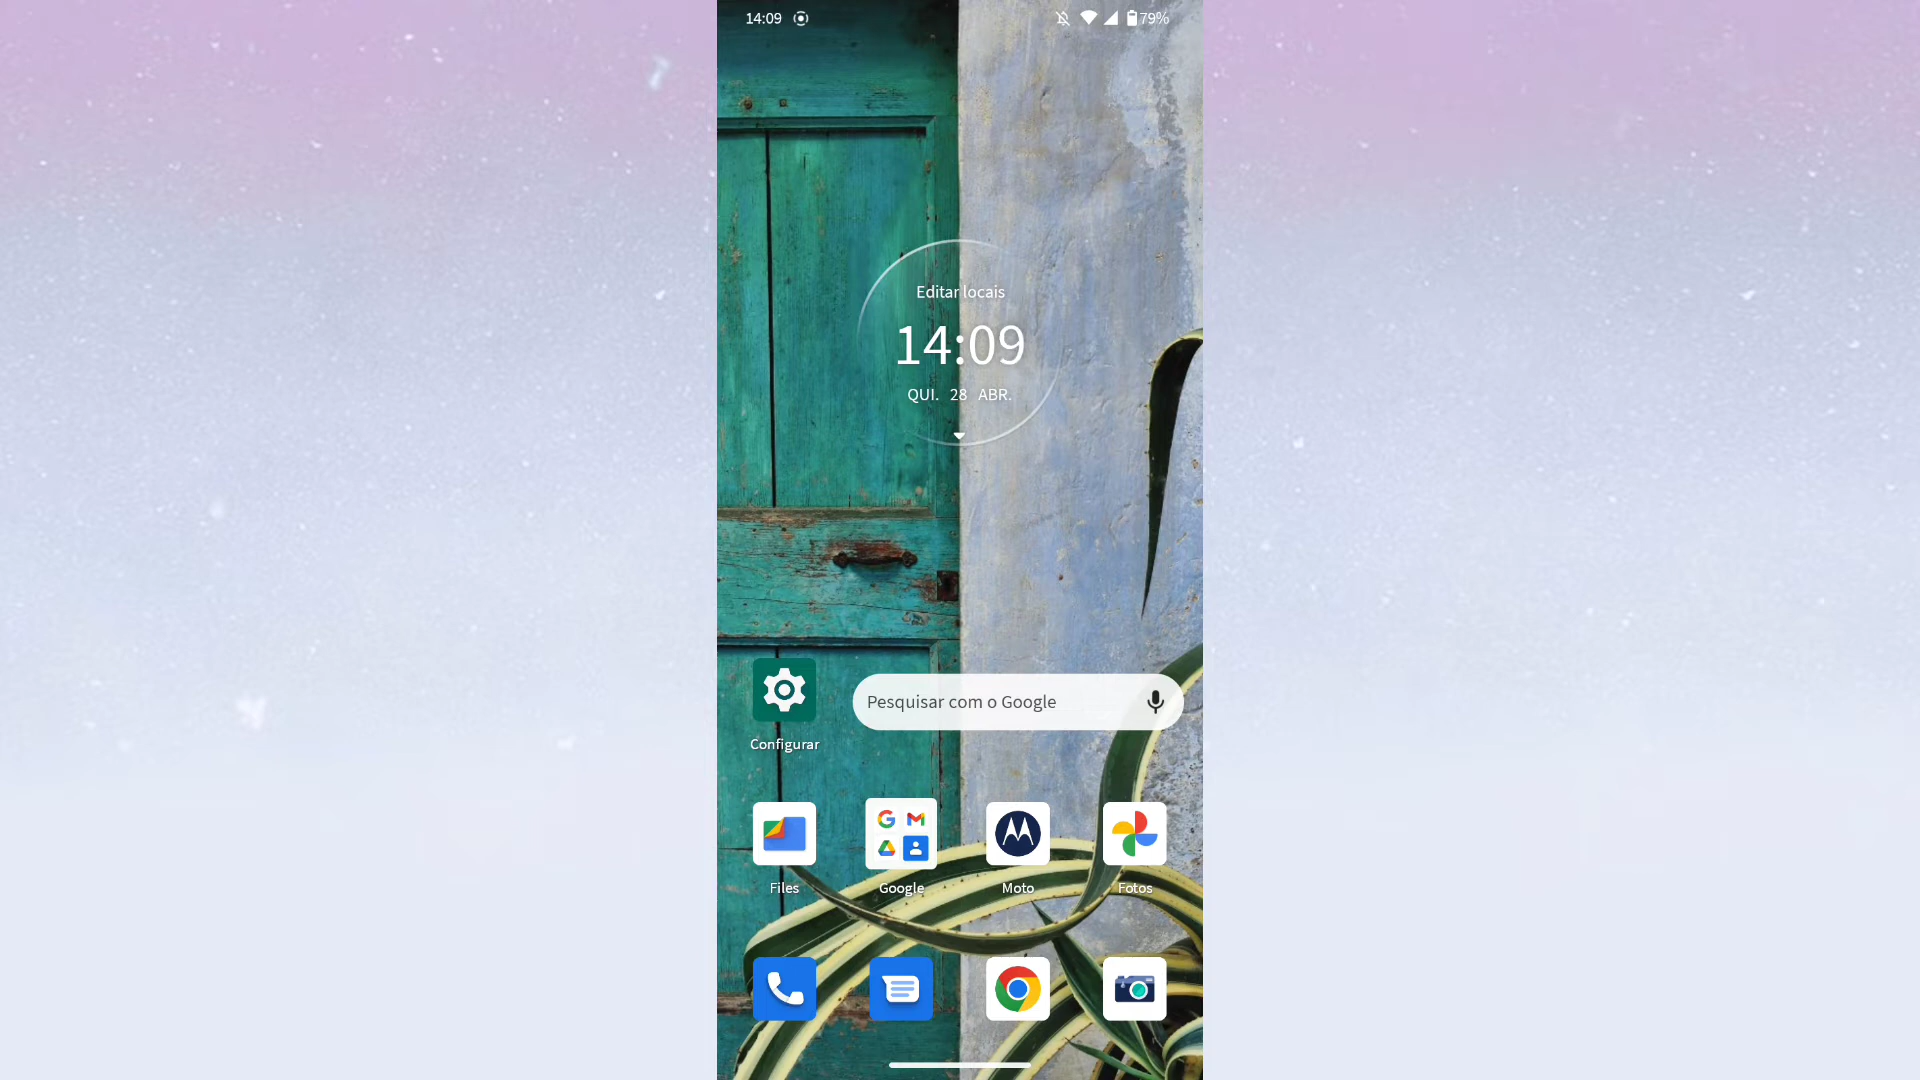 14:09
79%
Editar locais
14:09
QUI. 28 ABR.
Pesquisar com o Google
Configurar
Files
Google
Moto
Fotos